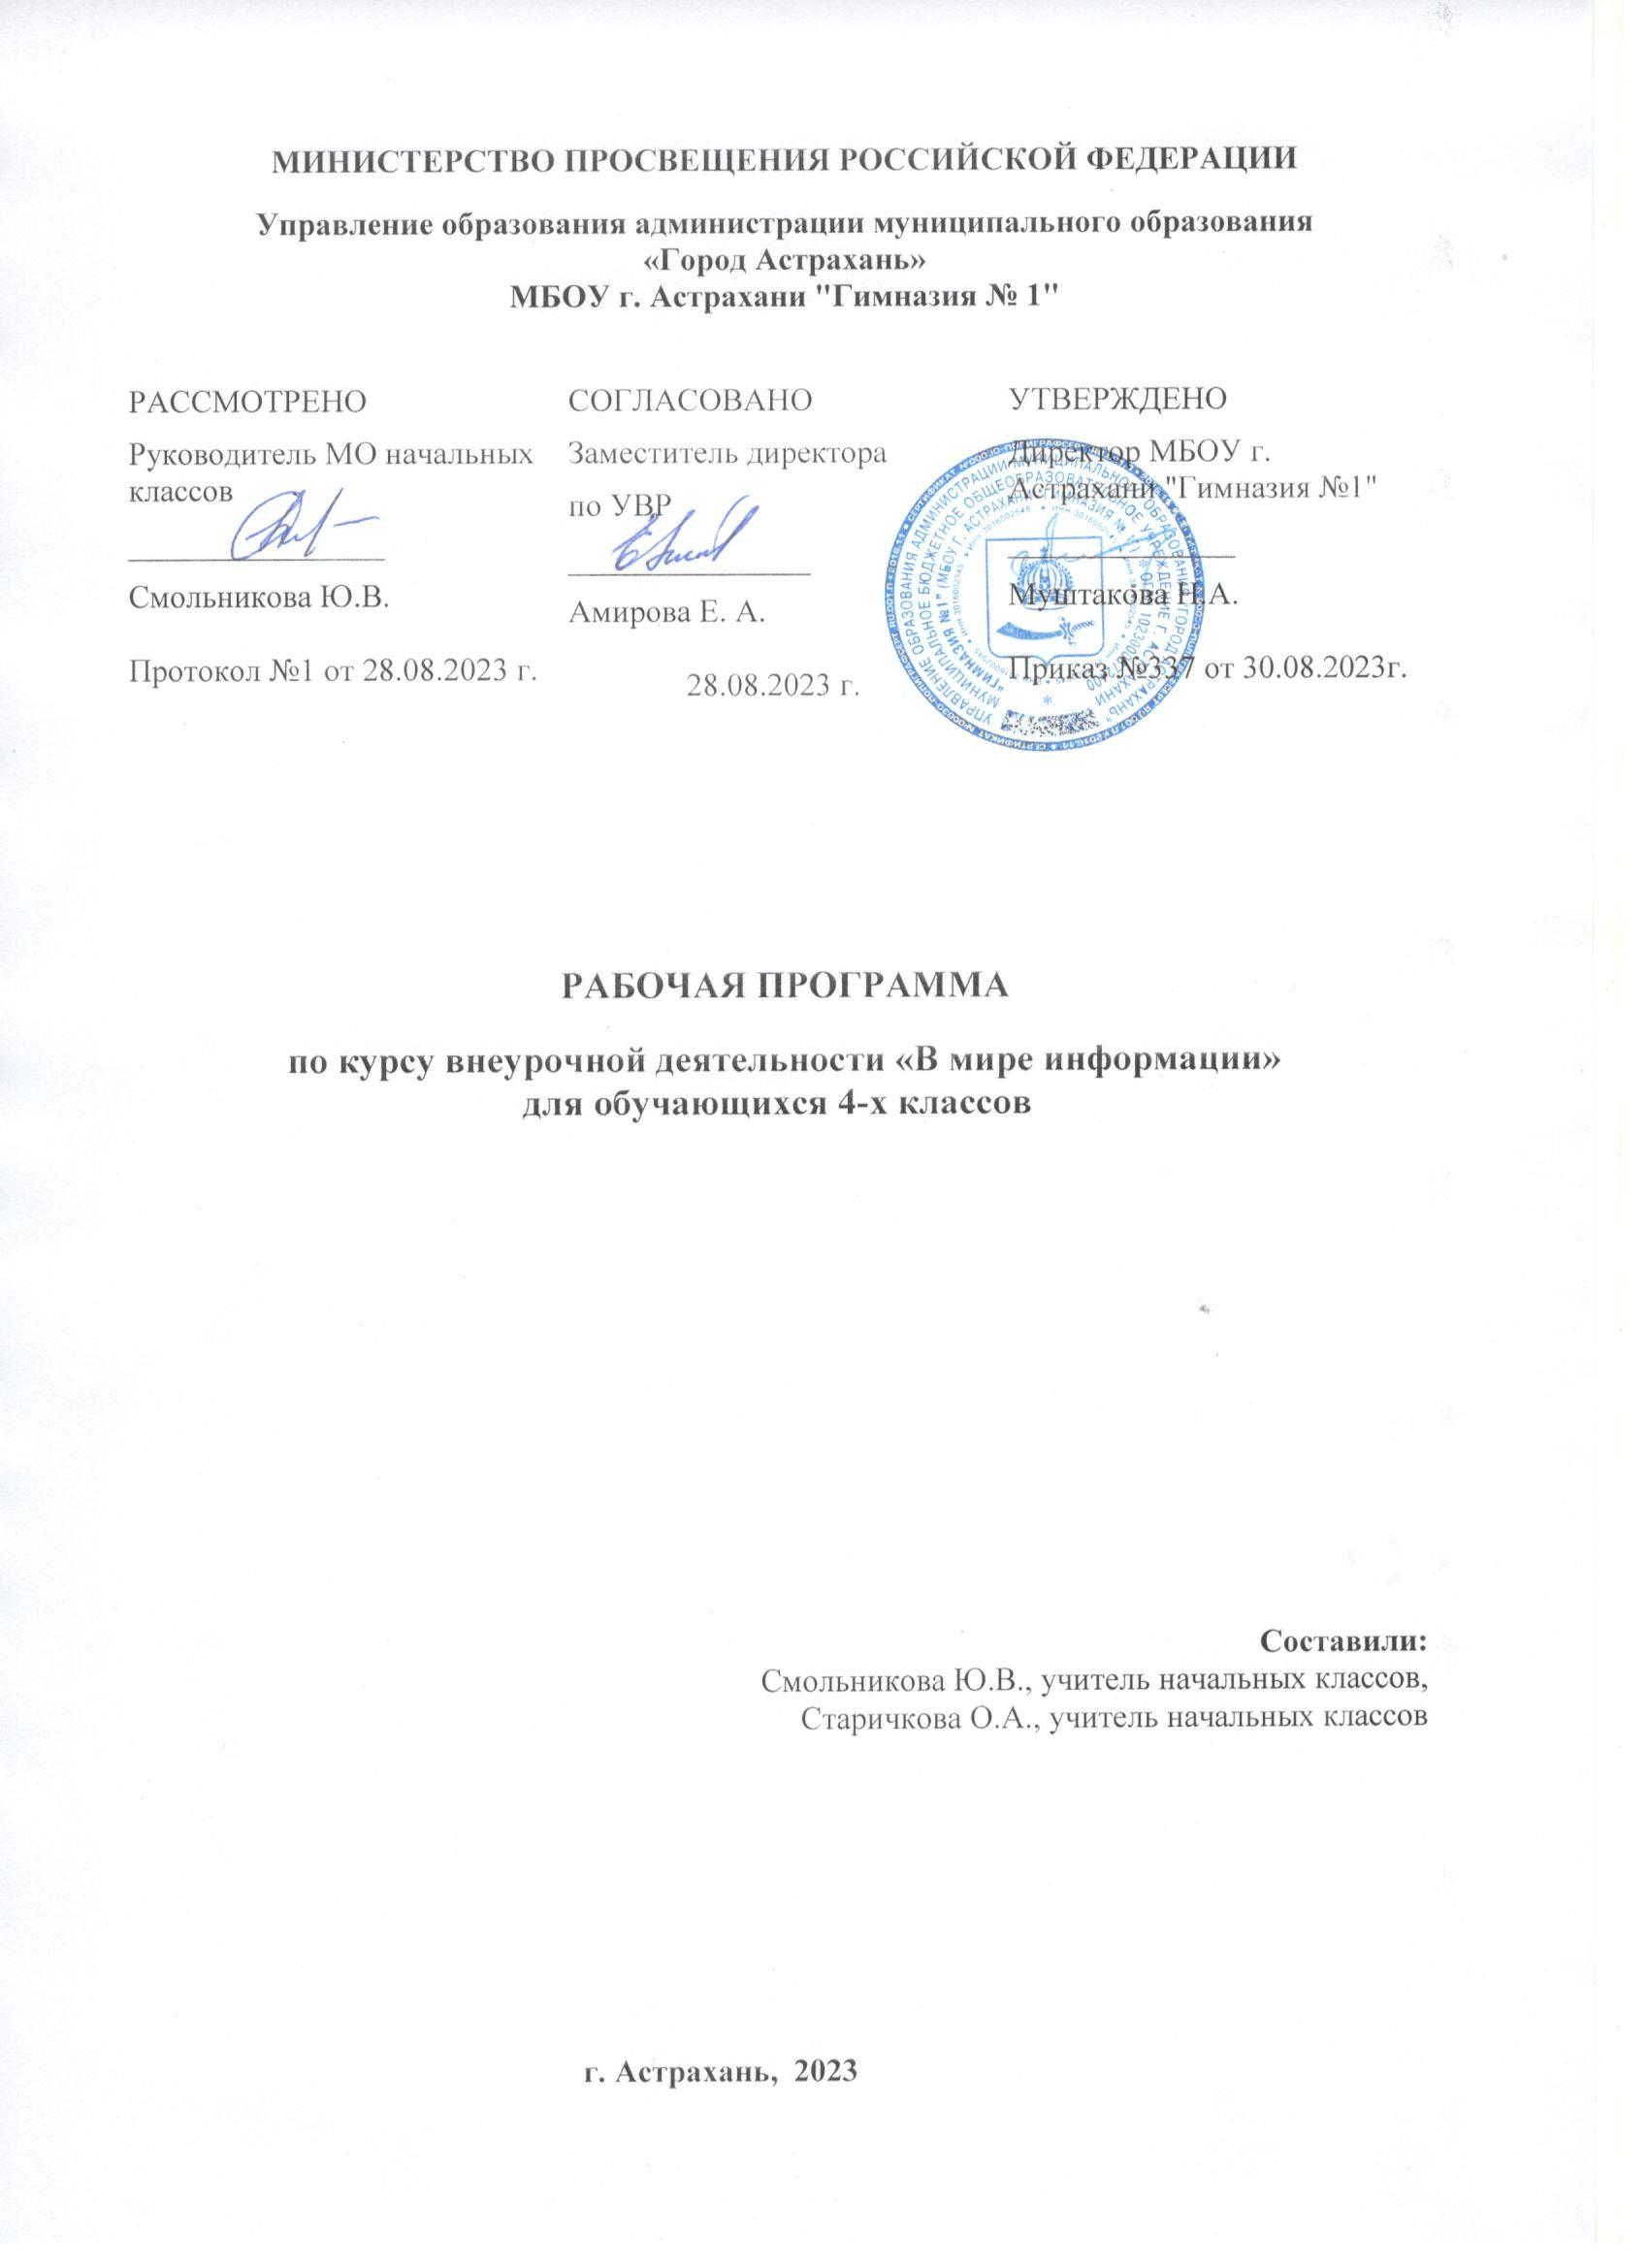 МИНИСТЕРСТВО ПРОСВЕЩЕНИЯ РОССИЙСКОЙ ФЕДЕРАЦИИ
Управление образования администрации муниципального образования
«Город Астрахань»
МБОУ г. Астрахани "Гимназия № 1"
РАССМОТРЕНО
Руководитель МО начальных
классов
Смольникова Ю.В.
Протокол №1 от 28.08.2023 г.
СОГЛАСОВАНО
Заместитель директора
по УВР
Амирова Е. А.
28.08.2023 г.
УТВЕРЖДЕНО
Директор МБОУ г.
Астрахани "Гимназия №1"
Муштакова Н.А.
Приказ №337 от 30.08.2023г.
РАБОЧАЯ ПРОГРАММА
по курсу внеурочной деятельности «В мире информации»
для обучающихся 4-х классов
Составили:
Смольникова Ю.В., учитель начальных классов,
Старичкова О.А., учитель начальных классов
г. Астрахань, 2023